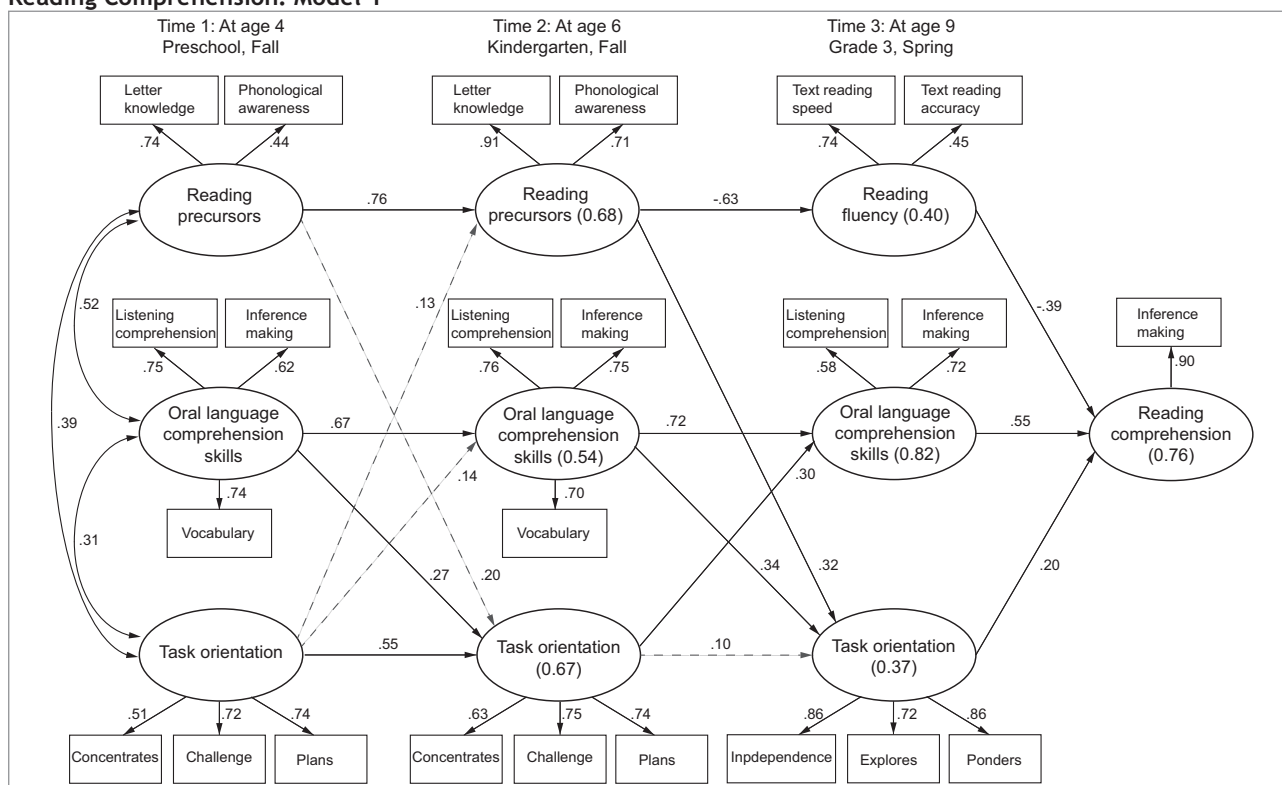 Reading Comprehension: Model 1
Time 1: At age 4
Preschool, Fall
Time 2: At age 6
Kindergarten, Fall
Time 3: At age 9
Grade 3, Spring
Letter
knowledge
Phonological
awareness
Letter
knowledge
Phonological
awareness
Text reading
speed
Text reading
accuracy
.74
.44
.91
.71
.74
.45
Reading
precursors
.76
Reading
precursors (0.68)
-.63
Reading
fluency (0.40)
.52
.13
-.39
Listening
comprehension
Inference
making
Listening
comprehension
Inference
making
Listening
comprehension
Inference
making
Inference
making
.75
.62
.76
.75
.58
.72
.90
.39
Oral language
comprehension
skills
.67
Oral language
comprehension
skills (0.54)
.72
Oral language
comprehension
skills (0.82)
.55
Reading
comprehension
(0.76)
.14
.30
.74
.70
Vocabulary
Vocabulary
.31
.27
.20
.34
.32
.20
Task orientation
.55
Task orientation
(0.67)
.10
Task orientation
(0.37)
.51
.72
.74
.63
.75
.74
.86
.72
.86
Concentrates
Challenge
Plans
Concentrates
Challenge
Plans
Inpdependence
Explores
Ponders